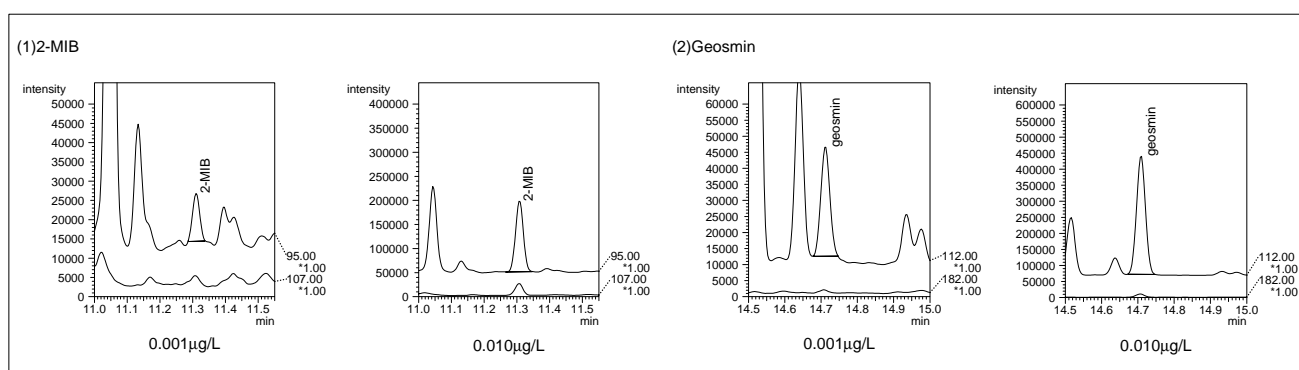 (1)2-MIB
intensity
50000
45000
40000
35000
30000
25000
20000
15000
10000
5000
0
2-MIB
95.00
*1.00
107.00
*1.00
11.0 11.1 11.2 11.3 11.4 11.5
min
0.001µg/L
intensity
400000
350000
300000
250000
200000
150000
100000
50000
0
2-MIB
95.00
*1.00
107.00
*1.00
11.0 11.1 11.2 11.3 11.4 11.5
min
0.010µg/L
(2)Geosmin
intensity
60000
55000
50000
45000
40000
35000
30000
25000
20000
15000
10000
5000
0
geosmin
112.00
*1.00
182.00
*1.00
14.5 14.6 14.7 14.8 14.9 15.0
min
0.001µg/L
intensity
600000
550000
500000
450000
400000
350000
300000
250000
200000
150000
100000
50000
0
geosmin
112.00
*1.00
182.00
*1.00
14.5 14.6 14.7 14.8 14.9 15.0
min
0.010µg/L